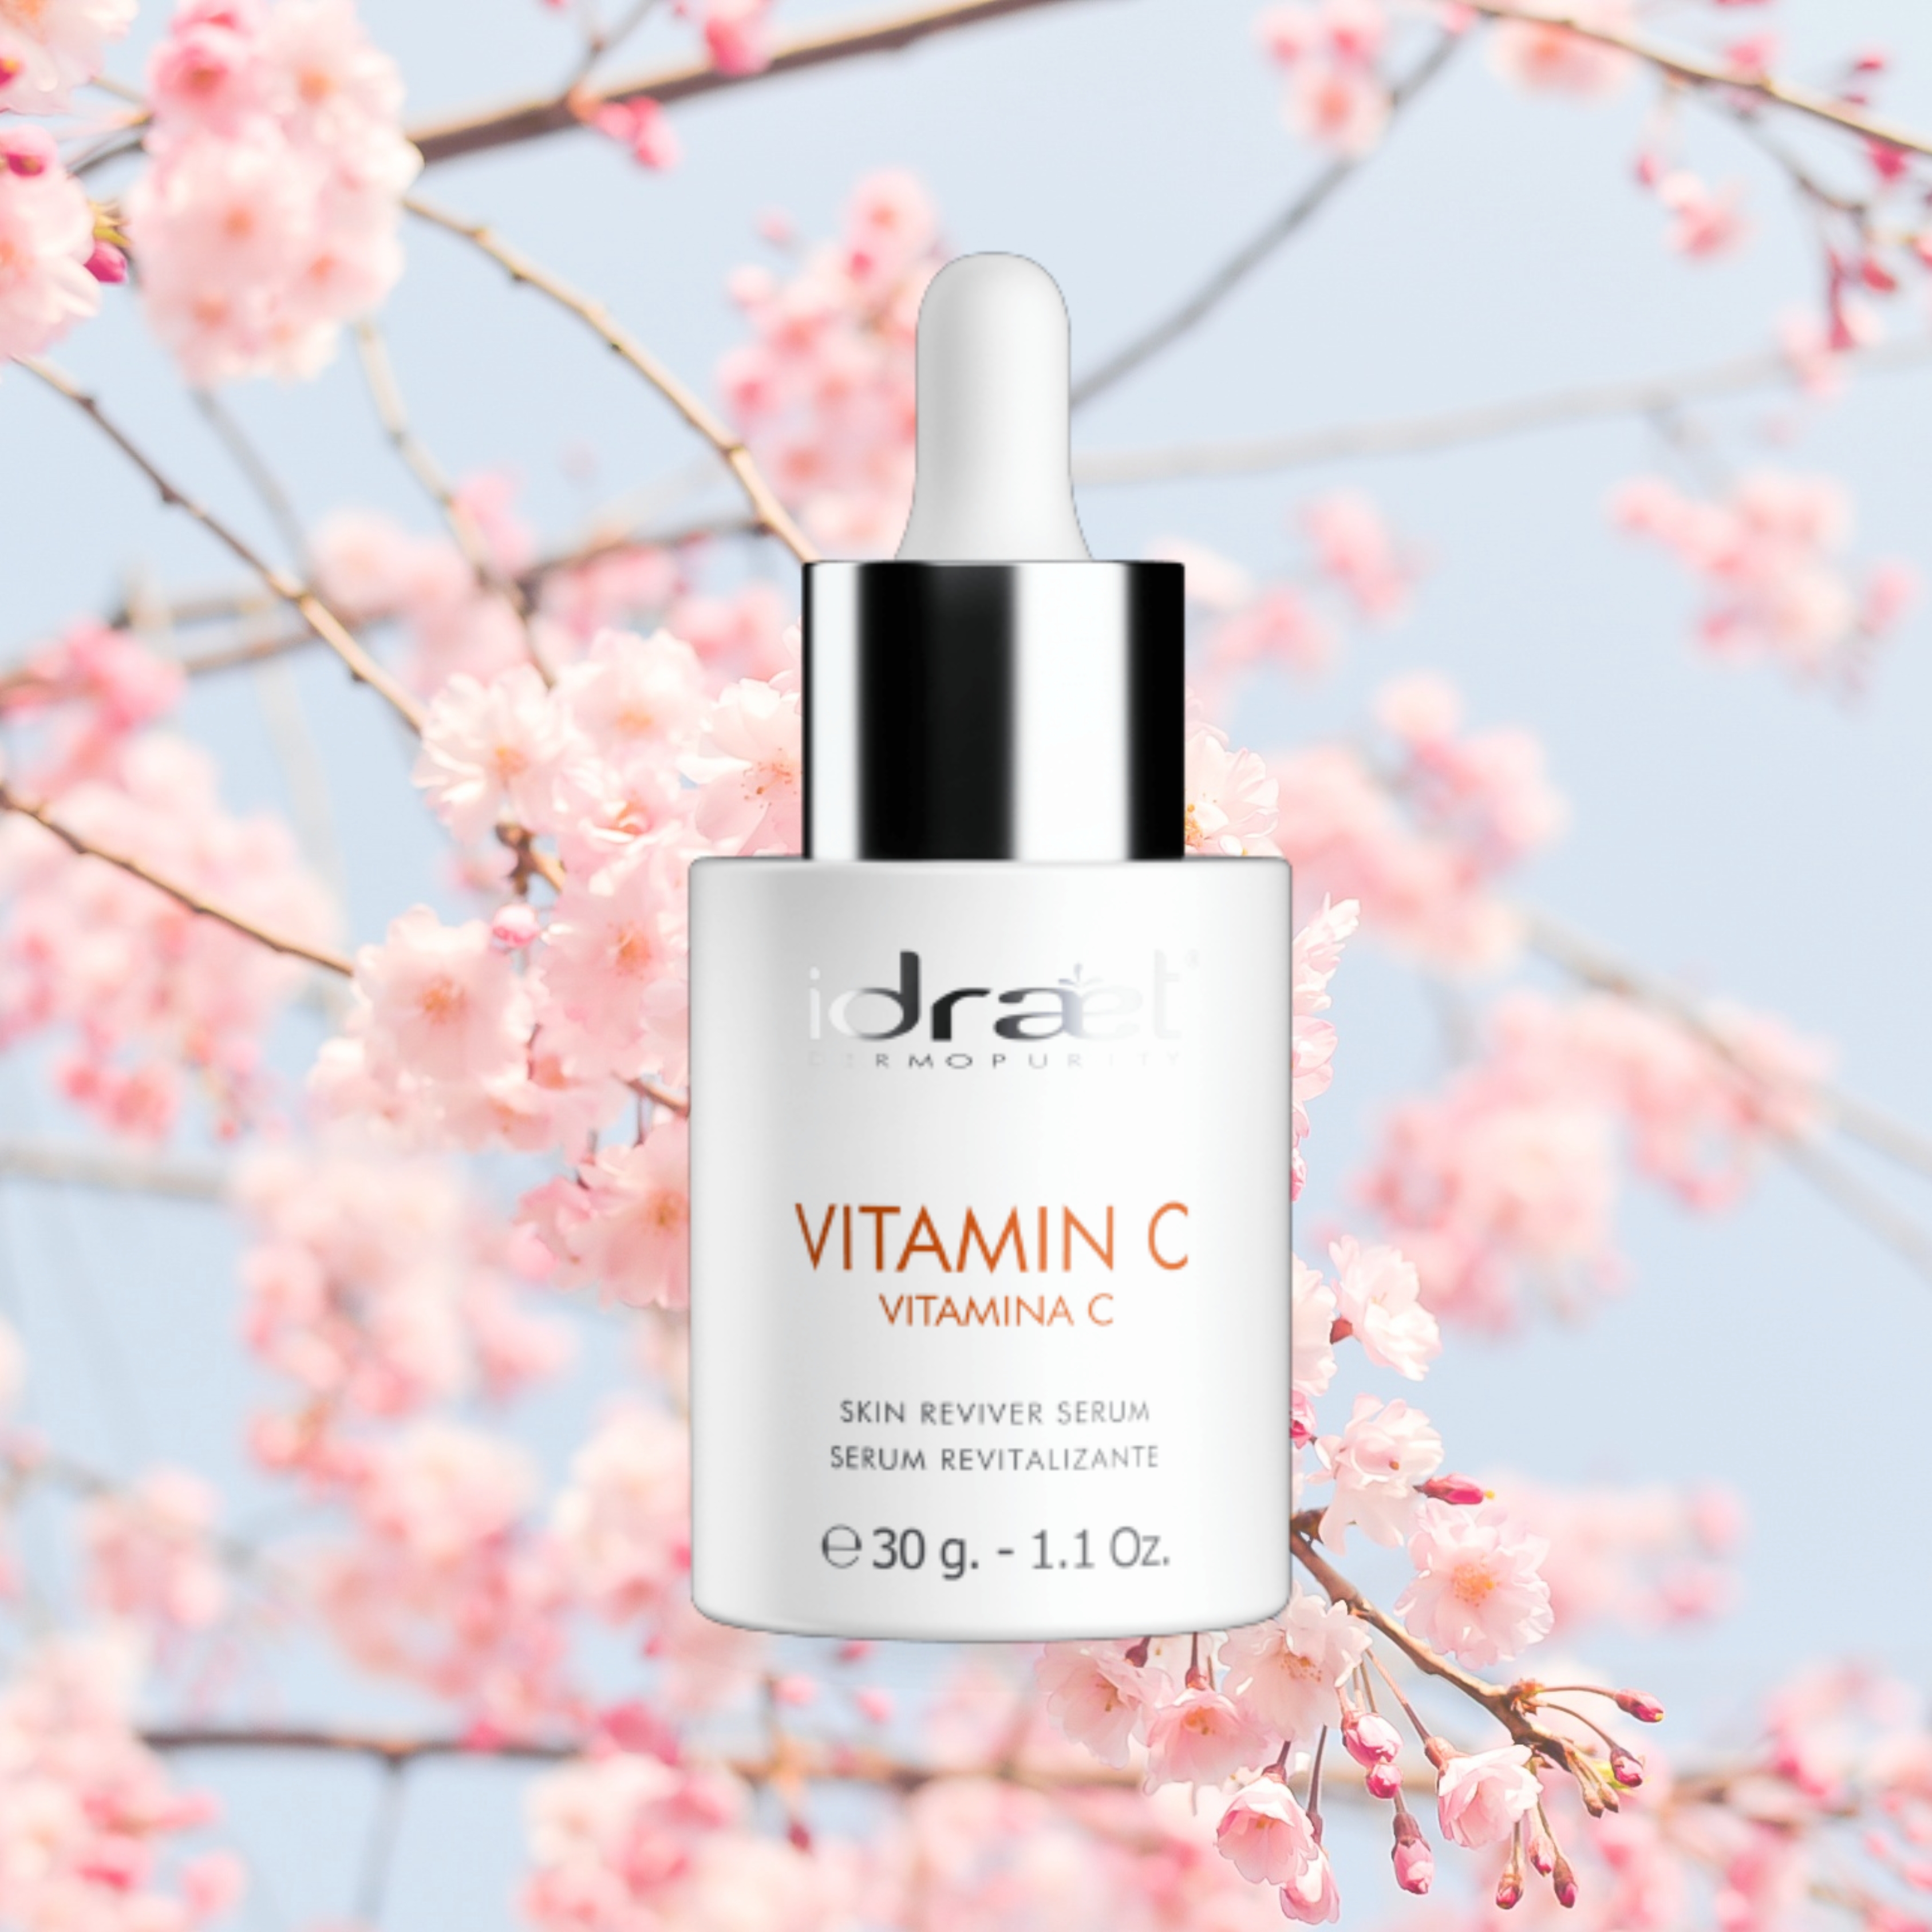 idraet®
DERMOPURITY
VITAMIN C
VITAMINA C
SKIN REVIVER SERUM
SERUM REVITALIZANTE
℮ 30 g. - 1.1 Oz.